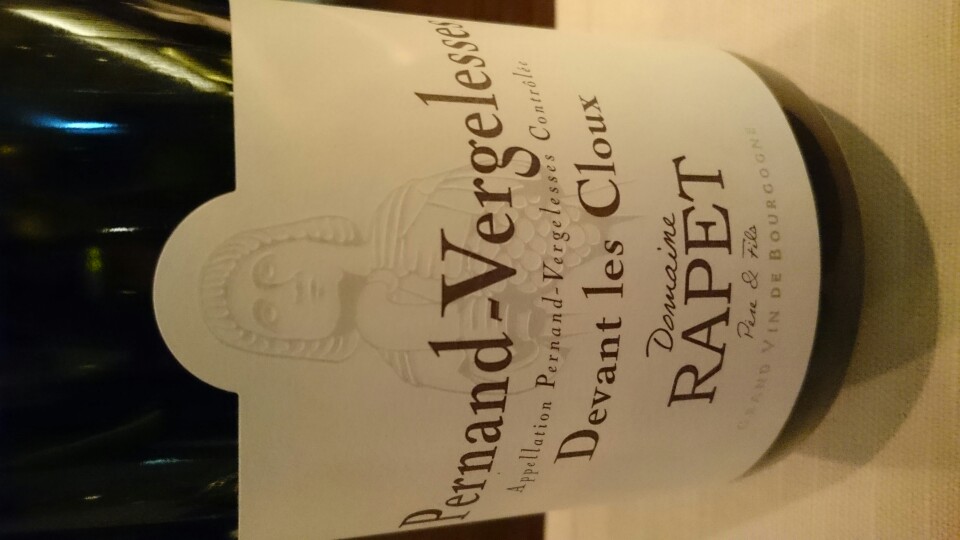 Pernand-Vergelesses
Appellation Pernand-Vergelesses Contrôlée
Devant les Cloux
Domaine
RAPET
Père & Fils
GRAND VIN DE BOURGOGNE